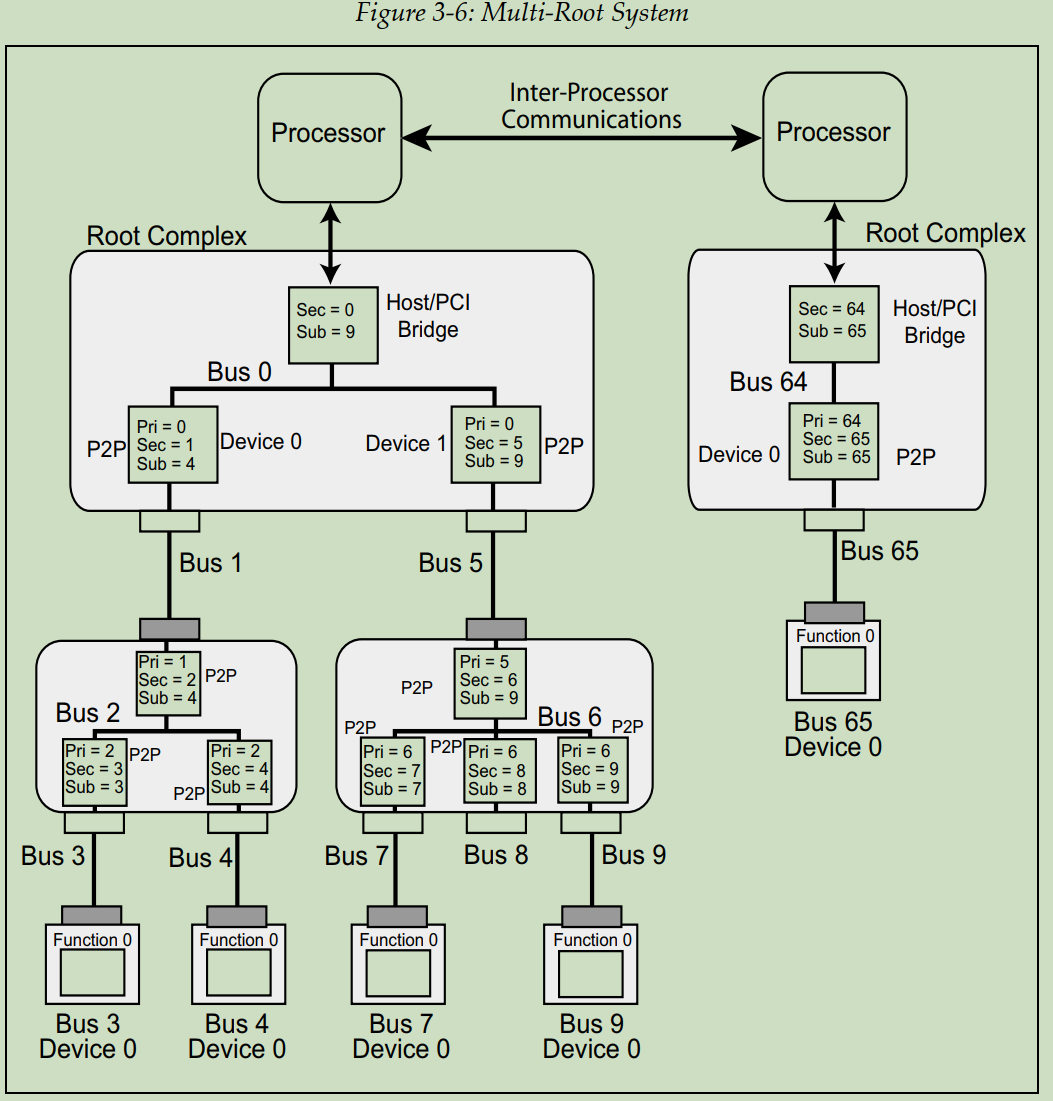 Figure 3-6: Multi-Root System
Inter-Processor
Communications
Processor
Processor
Root Complex
Root Complex
Sec = 0
Sub = 9
Host/PCI
Bridge
Sec = 64
Sub = 65
Host/PCI
Bridge
Bus 0
Bus 64
P2P
Pri = 0
Sec = 1
Sub = 4
Device 0
Device 1
Pri = 0
Sec = 5
Sub = 9
P2P
Device 0
Pri = 64
Sec = 65
Sub = 65
P2P
Bus 1
Bus 5
Bus 65
Pri = 1
Sec = 2
Sub = 4
P2P
P2P
Pri = 5
Sec = 6
Sub = 9
Function 0
Bus 65
Device 0
Bus 2
Bus 6
Pri = 2
Sec = 3
Sub = 3
P2P
P2P
Pri = 2
Sec = 4
Sub = 4
P2P
Pri = 6
Sec = 7
Sub = 7
P2P
Pri = 6
Sec = 8
Sub = 8
P2P
Pri = 6
Sec = 9
Sub = 9
Bus 3
Bus 4
Bus 7
Bus 8
Bus 9
Function 0
Function 0
Function 0
Function 0
Bus 3
Device 0
Bus 4
Device 0
Bus 7
Device 0
Bus 9
Device 0